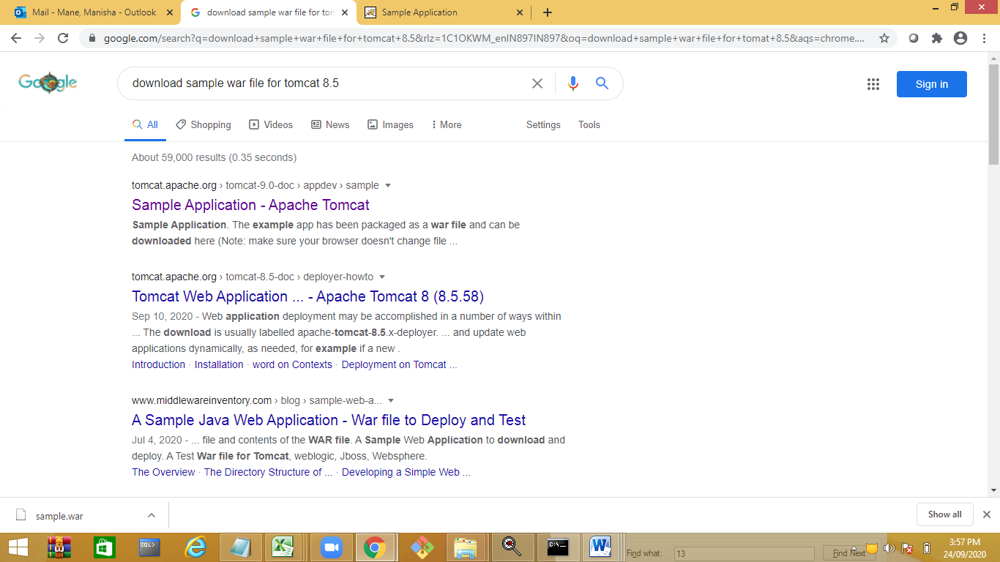 Mail - Mane, Manisha - Outlook
download sample war file for ton
Sample Application
google.com/search?q=download+sample+war+file+for+tomcat+8.5&rlz=1C1OKWM_enIN897IN897&oq=download+sample+war+file+for+tomat+8.5&aqs=chrome....
Google
download sample war file for tomcat 8.5
Sign in
All Shopping Videos News Images More Settings Tools
About 59,000 results (0.35 seconds)
tomcat.apache.org › tomcat-9.0-doc › appdev › sample
Sample Application - Apache Tomcat
Sample Application. The example app has been packaged as a war file and can be
downloaded here (Note: make sure your browser doesn't change file ...
tomcat.apache.org › tomcat-8.5-doc › deployer-howto
Tomcat Web Application ... - Apache Tomcat 8 (8.5.58)
Sep 10, 2020 - Web application deployment may be accomplished in a number of ways within
... The download is usually labelled apache-tomcat-8.5.x-deployer. ... and update web
applications dynamically, as needed, for example if a new .
Introduction · Installation · word on Contexts · Deployment on Tomcat ...
www.middlewareinventory.com › blog › sample-web-a...
A Sample Java Web Application - War file to Deploy and Test
Jul 4, 2020 - ... file and contents of the WAR file. A Sample Web Application to download and
deploy. A Test War file for Tomcat, weblogic, Jboss, Websphere.
The Overview · The Directory Structure of ... · Developing a Simple Web ...
sample.war
Show all
SQL>
C:\_
Find what: 13
Find Next
3:57 PM
24/09/2020